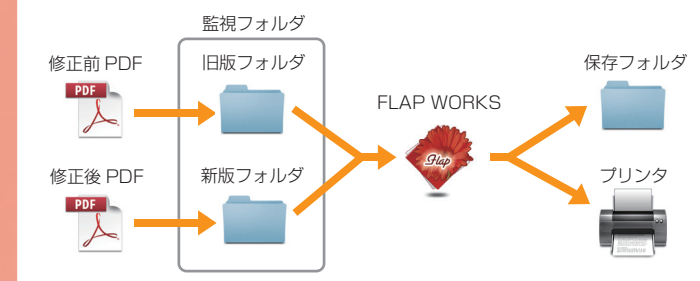 監視フォルダ
修正前 PDF
旧版フォルダ
保存フォルダ
PDF
FLAP WORKS
Flap
修正後 PDF
新版フォルダ
プリンタ
PDF